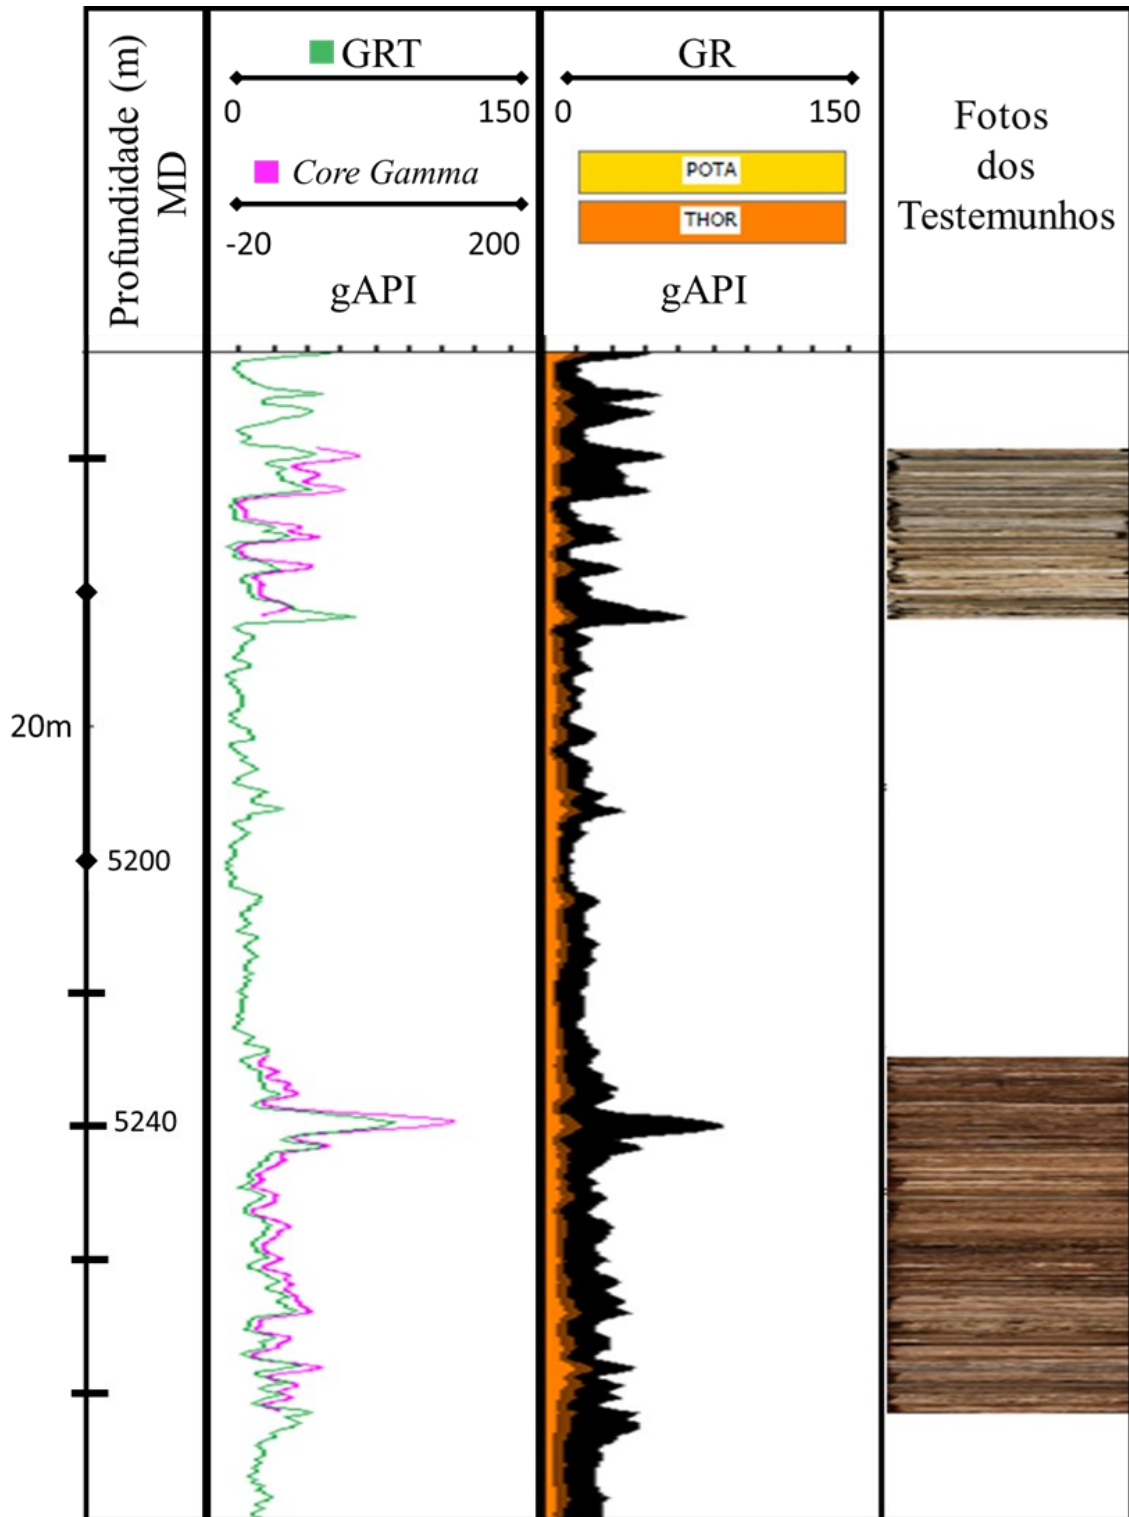 Profundidade (m)
MD
GRT
0 150
Core Gamma
-20 200
gAPI
GR
0 150
POTA
THOR
gAPI
Fotos
dos
Testemunhos
20m
5200
5240